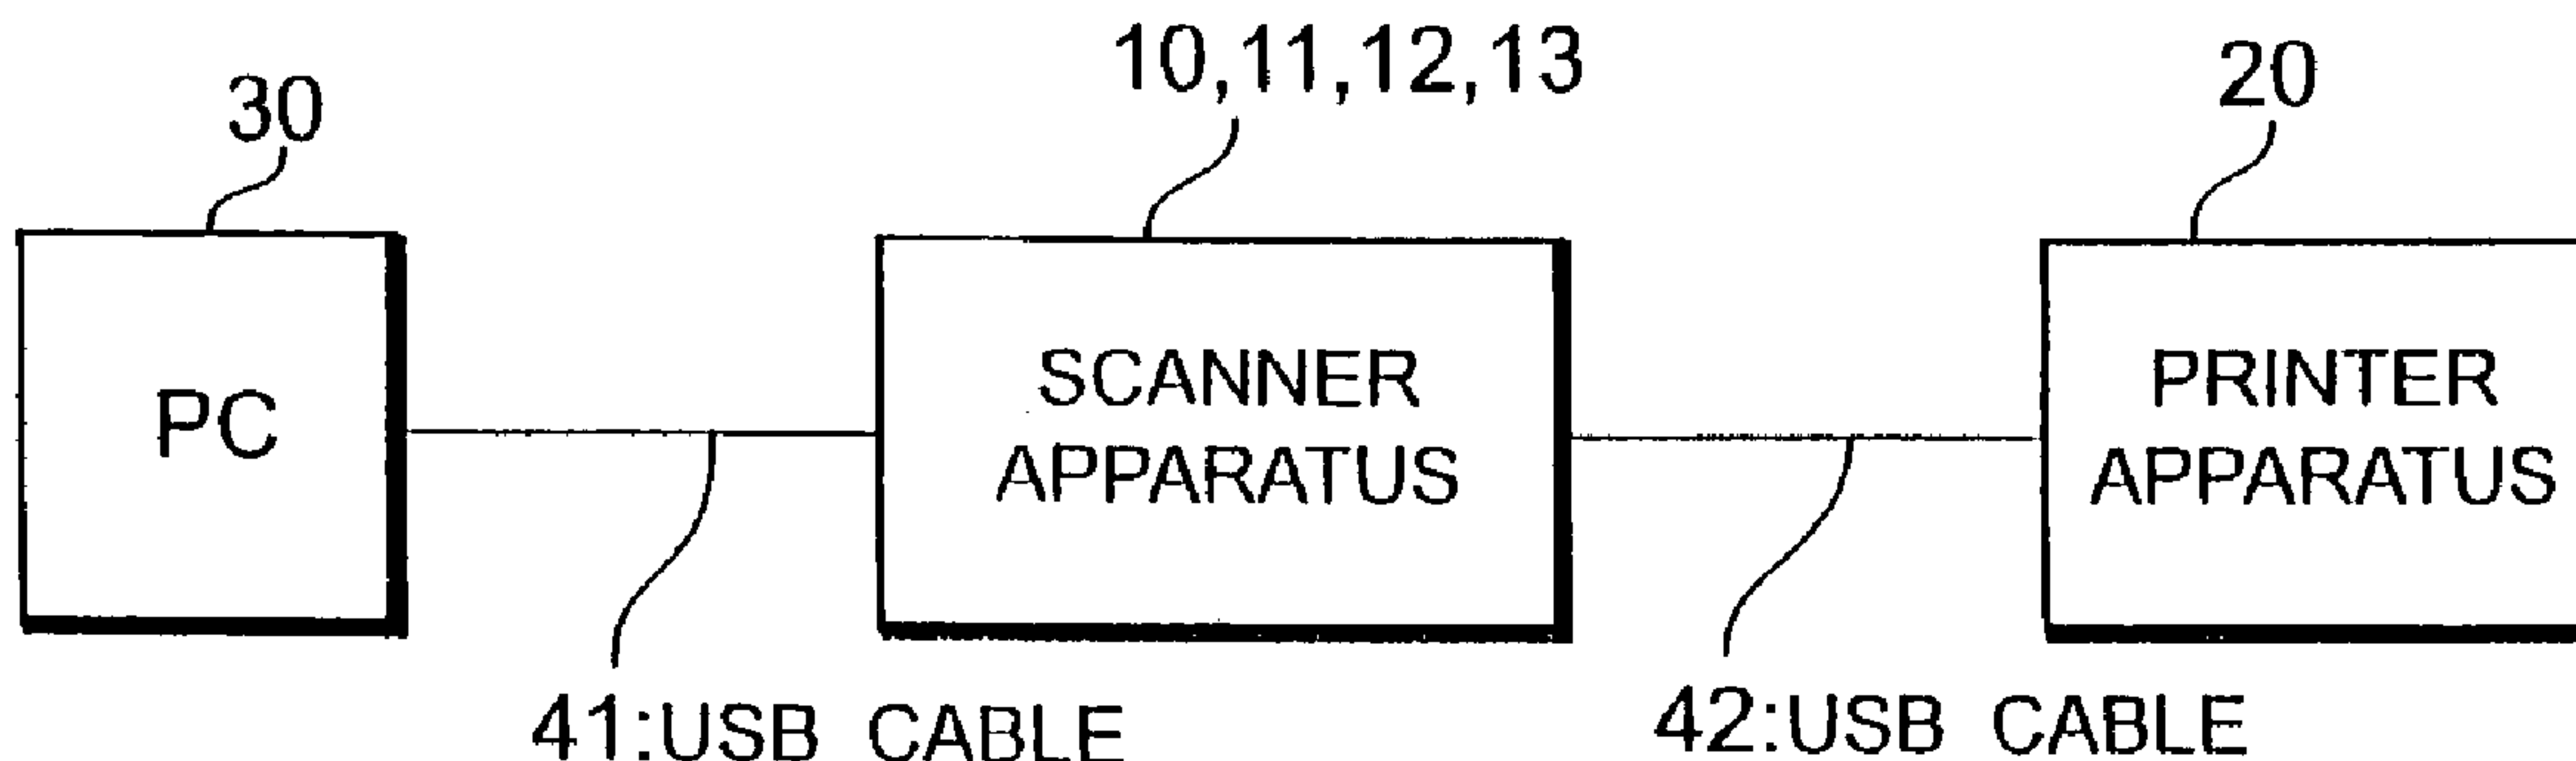 30
10,11,12,13
20
PC
SCANNER
APPARATUS
PRINTER
APPARATUS
41:USB CABLE
42:USB CABLE